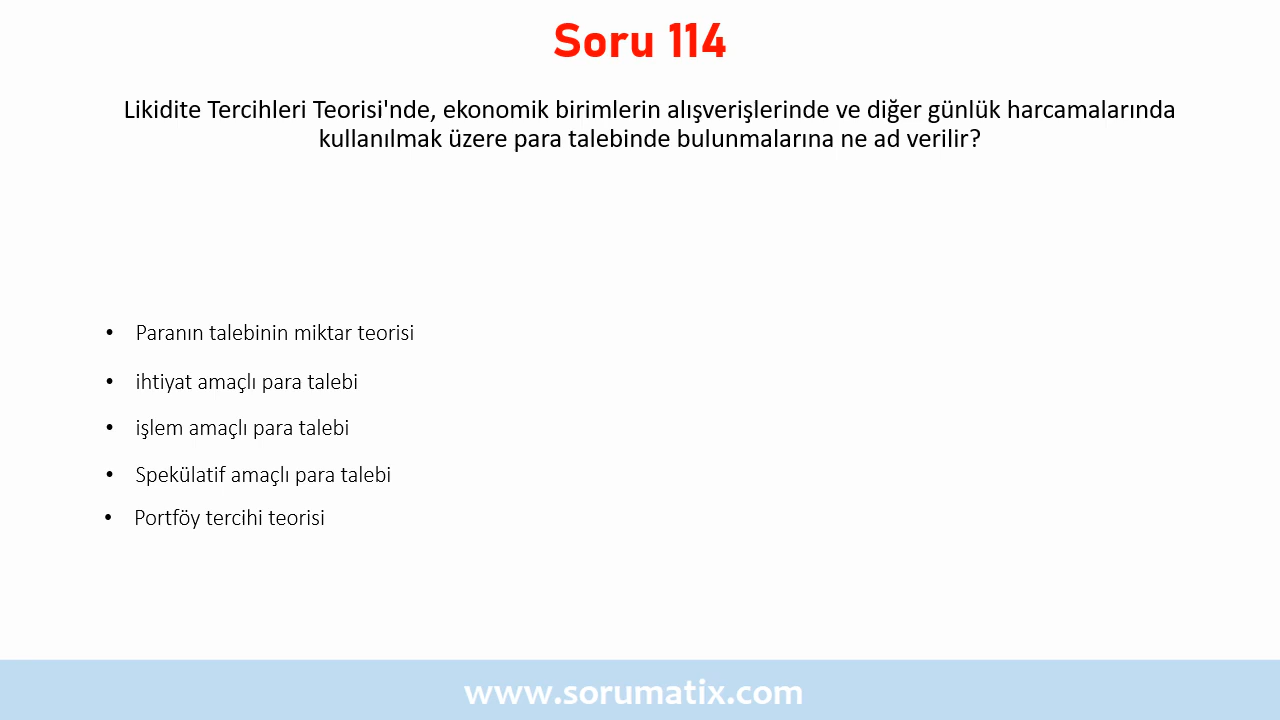 Soru 114
Likidite Tercihleri Teorisi'nde, ekonomik birimlerin alışverişlerinde ve diğer günlük harcamalarında
kullanılmak üzere para talebinde bulunmalarına ne ad verilir?
• Paranın talebinin miktar teorisi
• ihtiyat amaçlı para talebi
• işlem amaçlı para talebi
• Spekülatif amaçlı para talebi
• Portföy tercihi teorisi
www.sorumatix.com